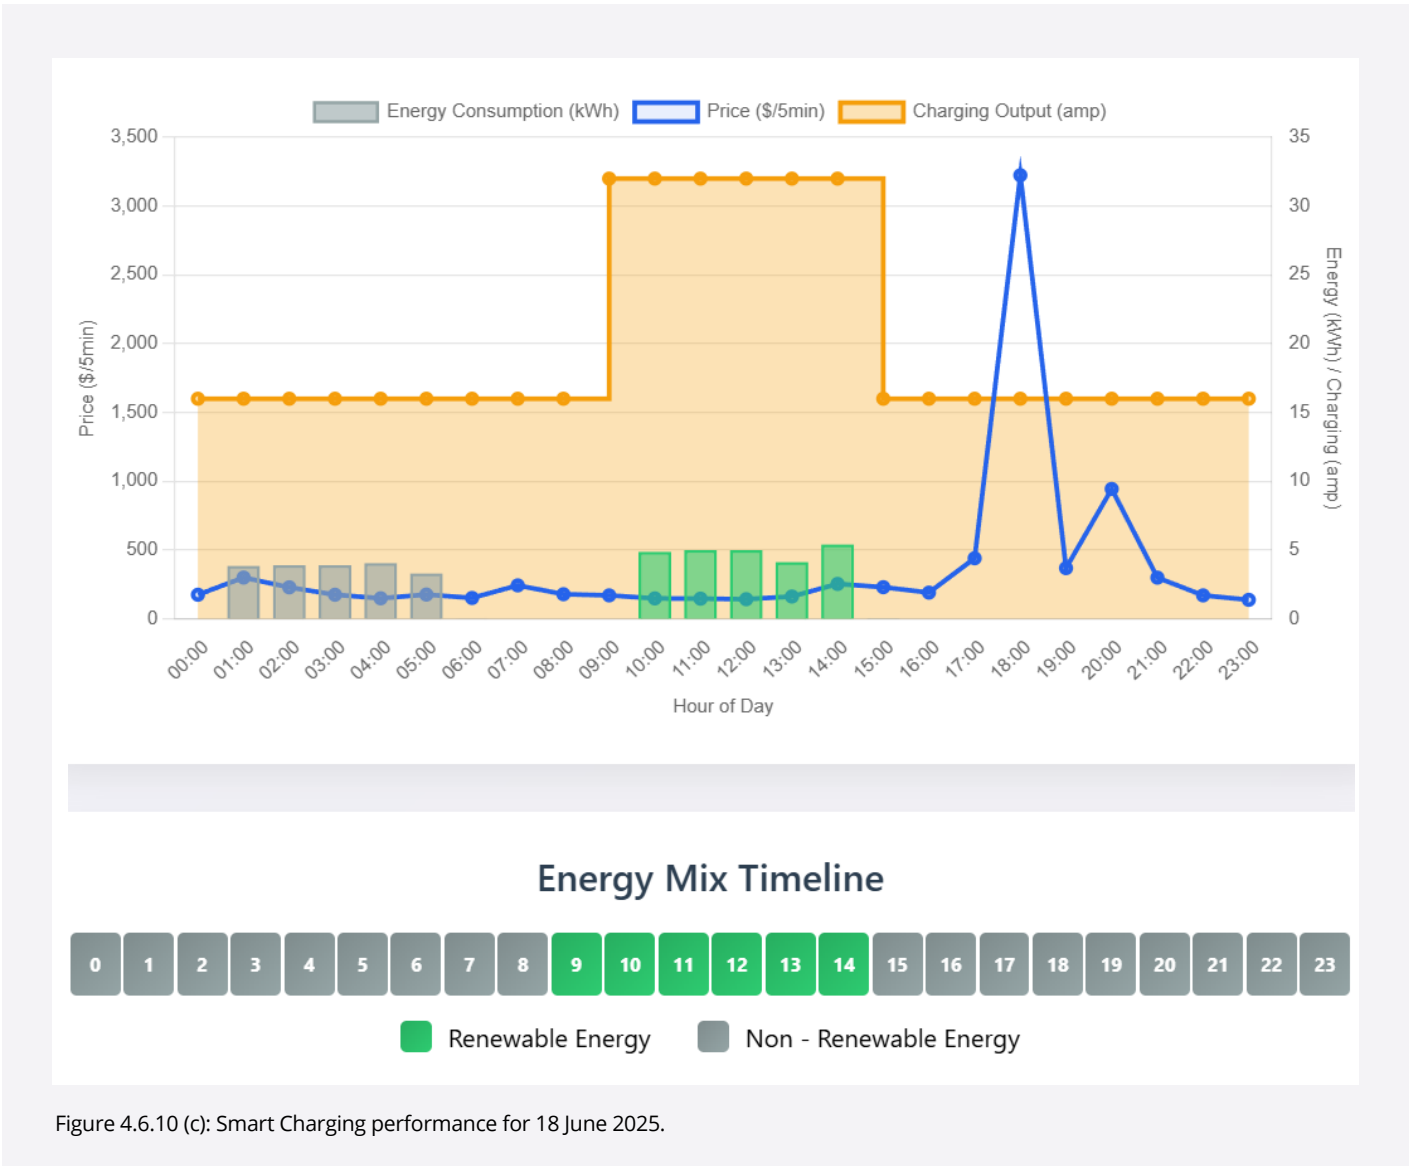 Energy Consumption (kWh) Price ($/5min) Charging Output (amp)
3,500 35
3,000 30
2,500 25
2,000 20
1,500 15
1,000 10
500 5
0 0
Price ($/5min)
Energy (kWh) / Charging (amp)
00:00 01:00 02:00 03:00 04:00 05:00 06:00 07:00 08:00 09:00 10:00 11:00 12:00 13:00 14:00 15:00 16:00 17:00 18:00 19:00 20:00 21:00 22:00 23:00
Hour of Day
Energy Mix Timeline
0 1 2 3 4 5 6 7 8 9 10 11 12 13 14 15 16 17 18 19 20 21 22 23
Renewable Energy Non - Renewable Energy
Figure 4.6.10 (c): Smart Charging performance for 18 June 2025.